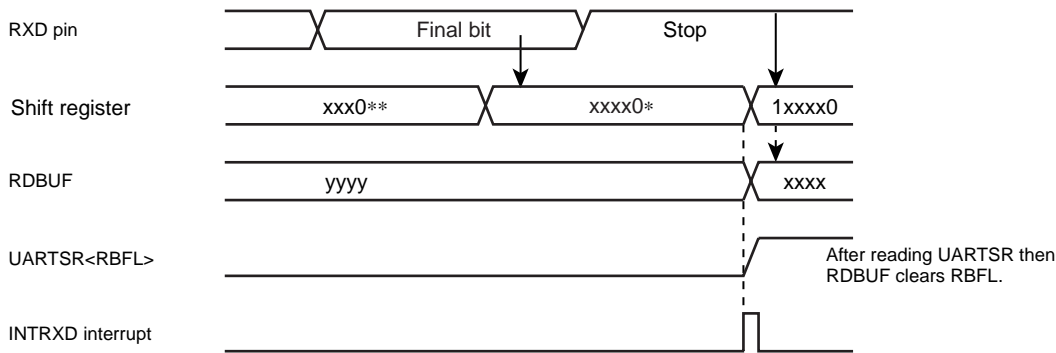 RXD pin
Final bit
Stop
Shift register
xxx0**
xxxx0*
1xxxx0
RDBUF
yyyy
xxxx
UARTSR<RBFL>
After reading UARTSR then
RDBUF clears RBFL.
INTRXD interrupt